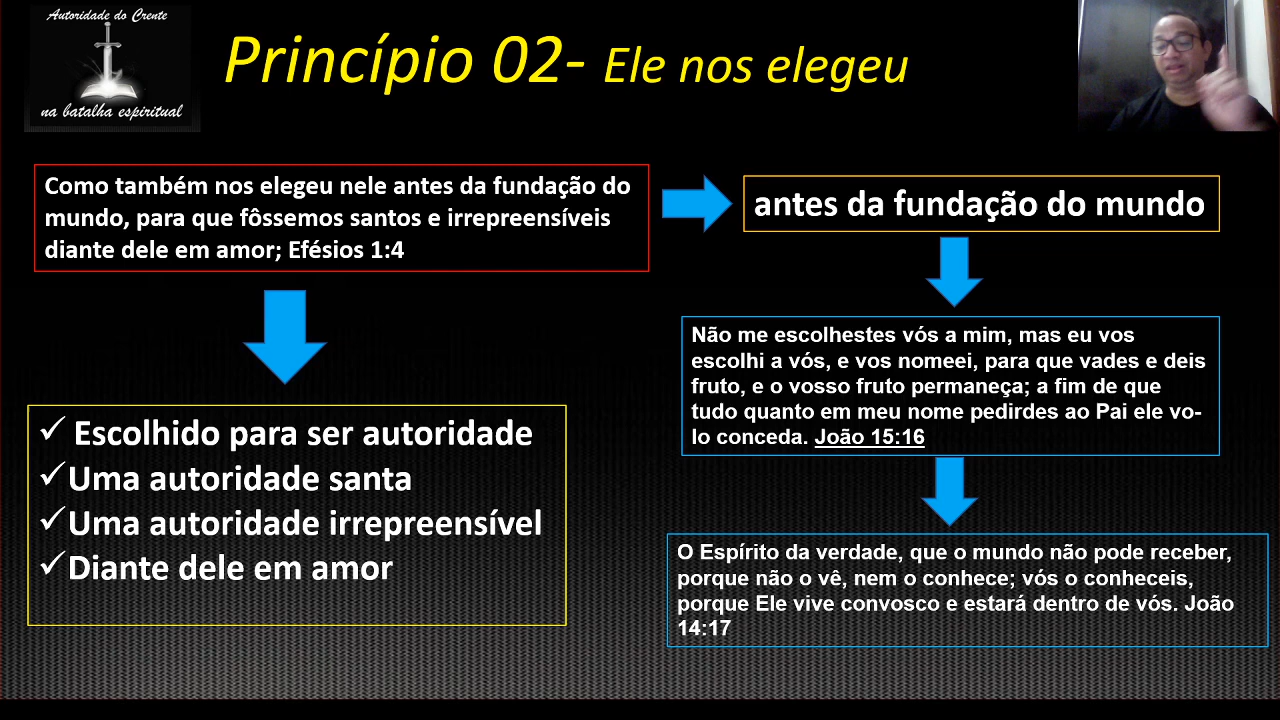 Autoridade do Crente
na batalha espiritual
Princípio 02- Ele nos elegeu
Como também nos elegeu nele antes da fundação do
mundo, para que fôssemos santos e irrepreensíveis
diante dele em amor; Efésios 1:4
antes da fundação do mundo
✓ Escolhido para ser autoridade
✓Uma autoridade santa
✓Uma autoridade irrepreensível
✓Diante dele em amor
Não me escolhestes vós a mim, mas eu vos
escolhi a vós, e vos nomeei, para que vades e deis
fruto, e o vosso fruto permaneça; a fim de que
tudo quanto em meu nome pedirdes ao Pai ele vo-
lo conceda. João 15:16
O Espírito da verdade, que o mundo não pode receber,
porque não o vê, nem o conhece; vós o conheceis,
porque Ele vive convosco e estará dentro de vós. João
14:17